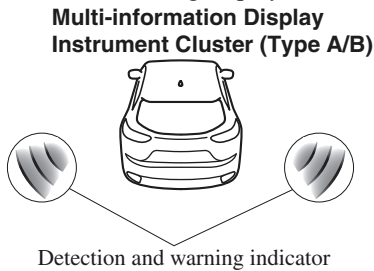 Multi-information Display
Instrument Cluster (Type A/B)
Detection and warning indicator